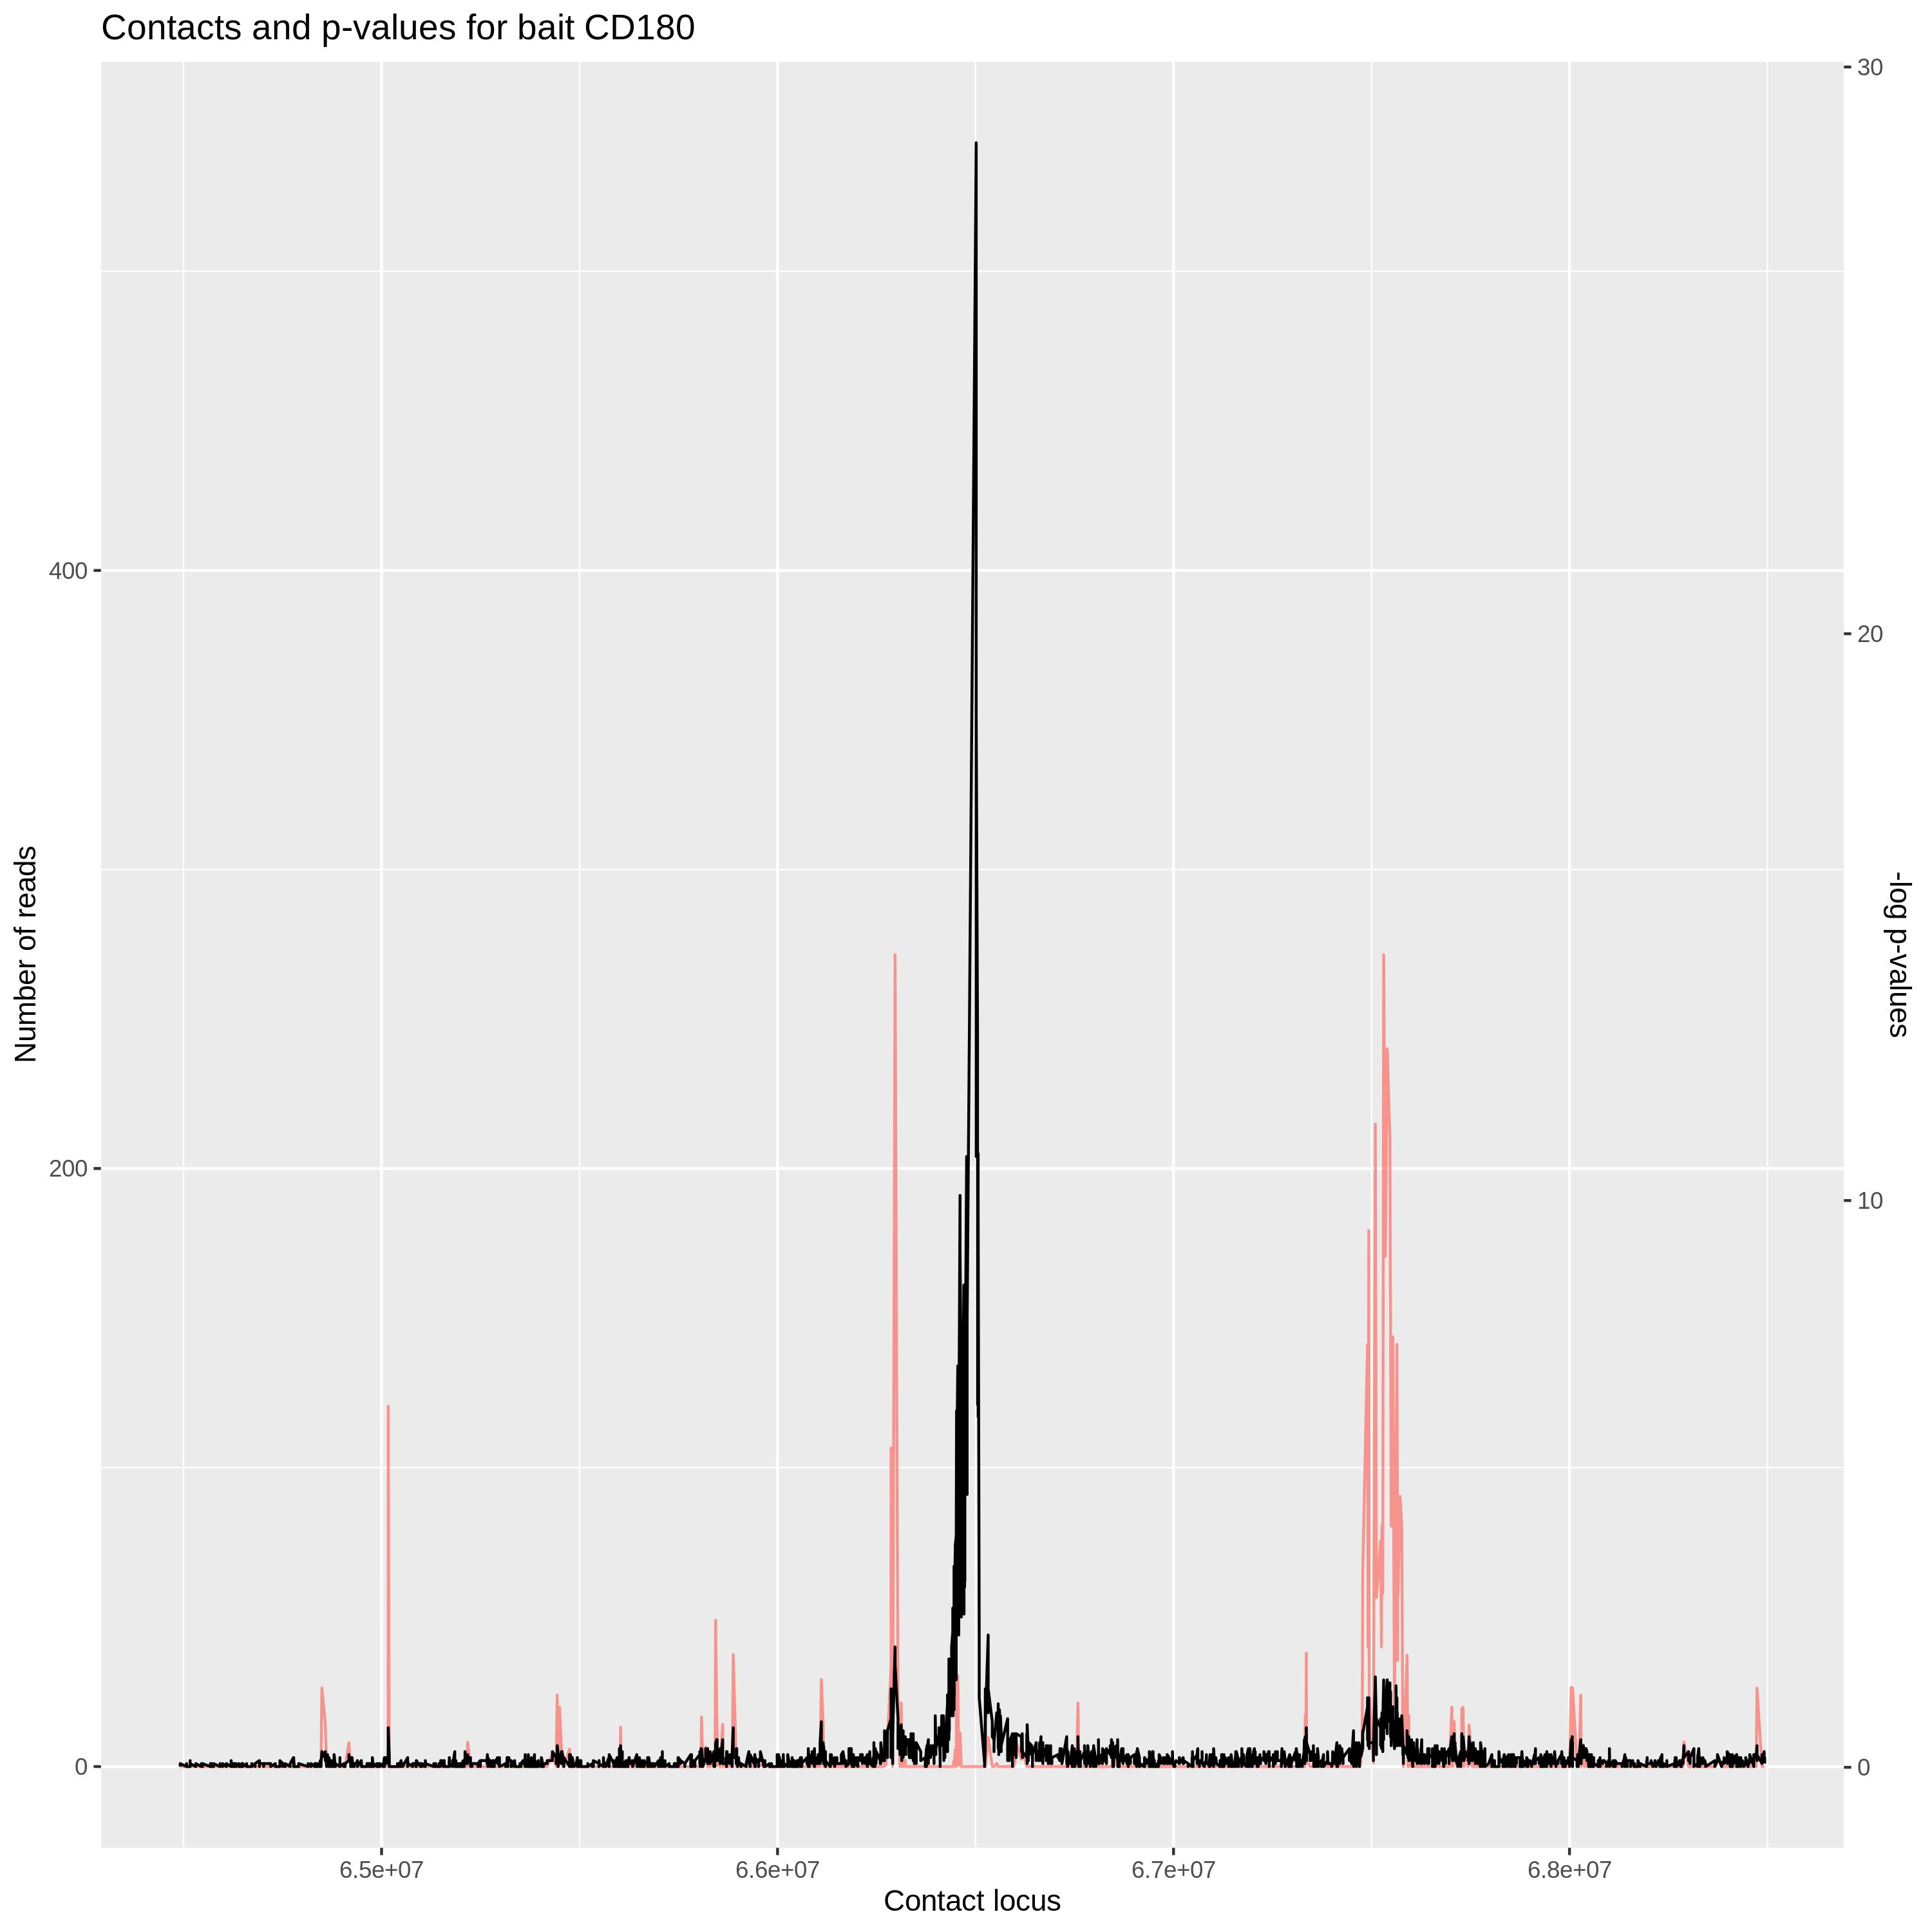 Contacts and p-values for bait CD180
30
20
10
0
400
200
0
Number of reads
-log p-values
6.5e+07
6.6e+07
6.7e+07
6.8e+07
Contact locus